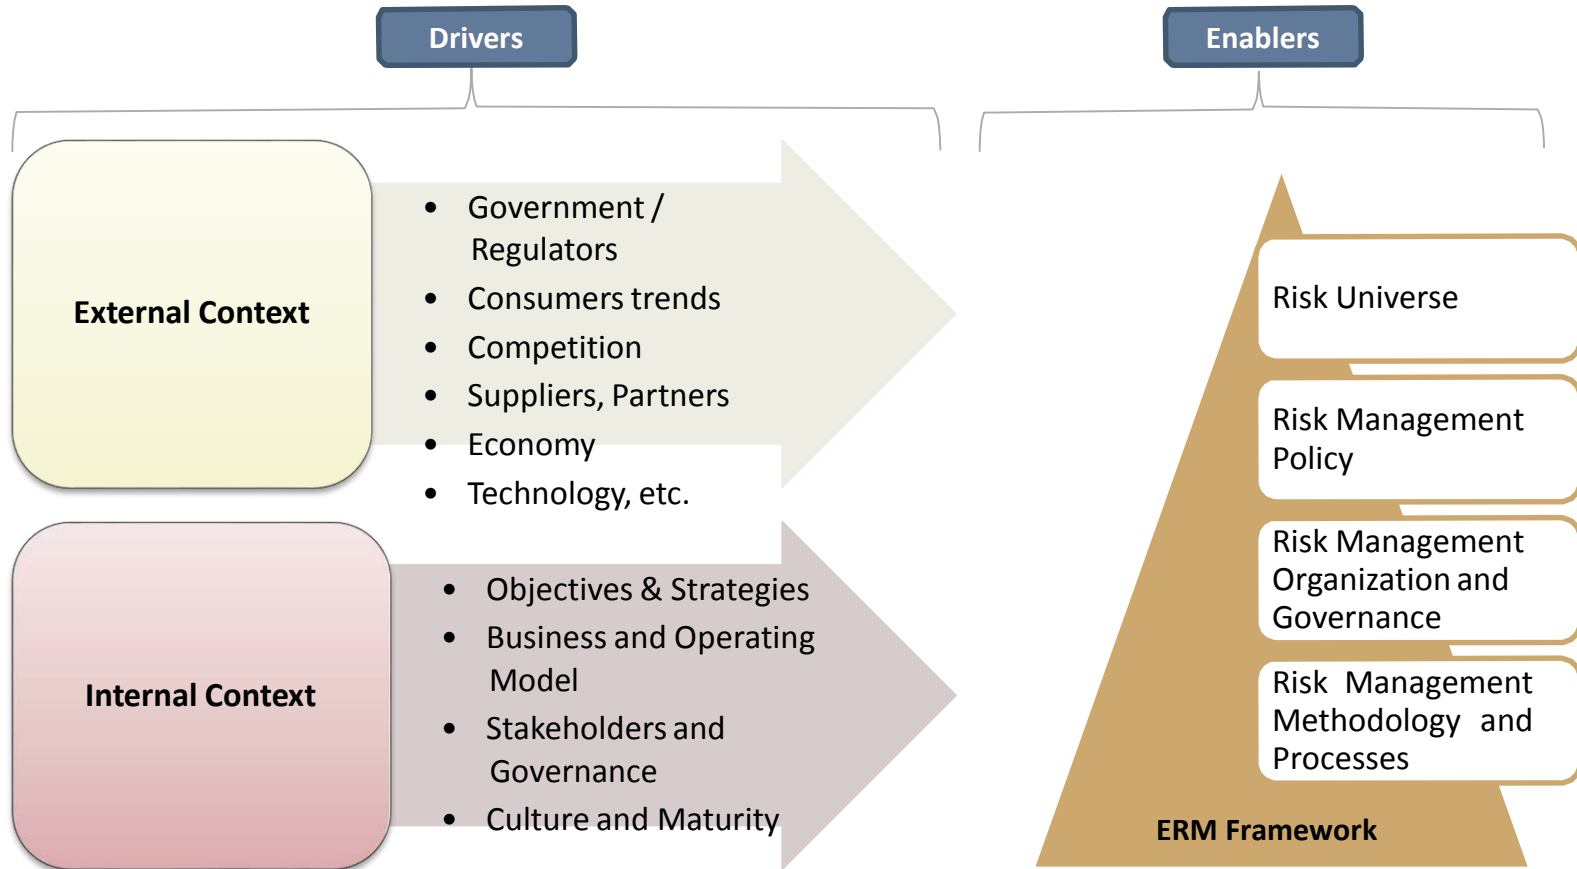 Drivers
Enablers
External Context
• Government /
Regulators
• Consumers trends
• Competition
• Suppliers, Partners
• Economy
• Technology, etc.
Internal Context
• Objectives & Strategies
• Business and Operating
Model
• Stakeholders and
Governance
• Culture and Maturity
Risk Universe
Risk Management
Policy
Risk Management
Organization and
Governance
Risk Management
Methodology and
Processes
ERM Framework